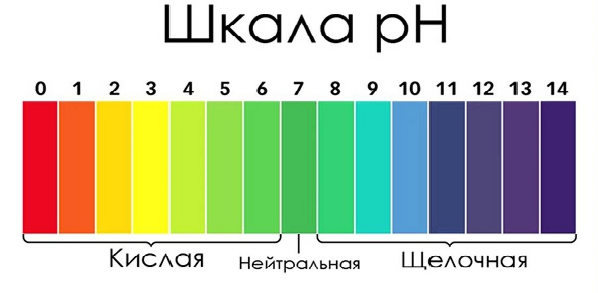 Шкала pH
0 1 2 3 4 5 6 7 8 9 10 11 12 13 14
Кислая Нейтральная Щелочная